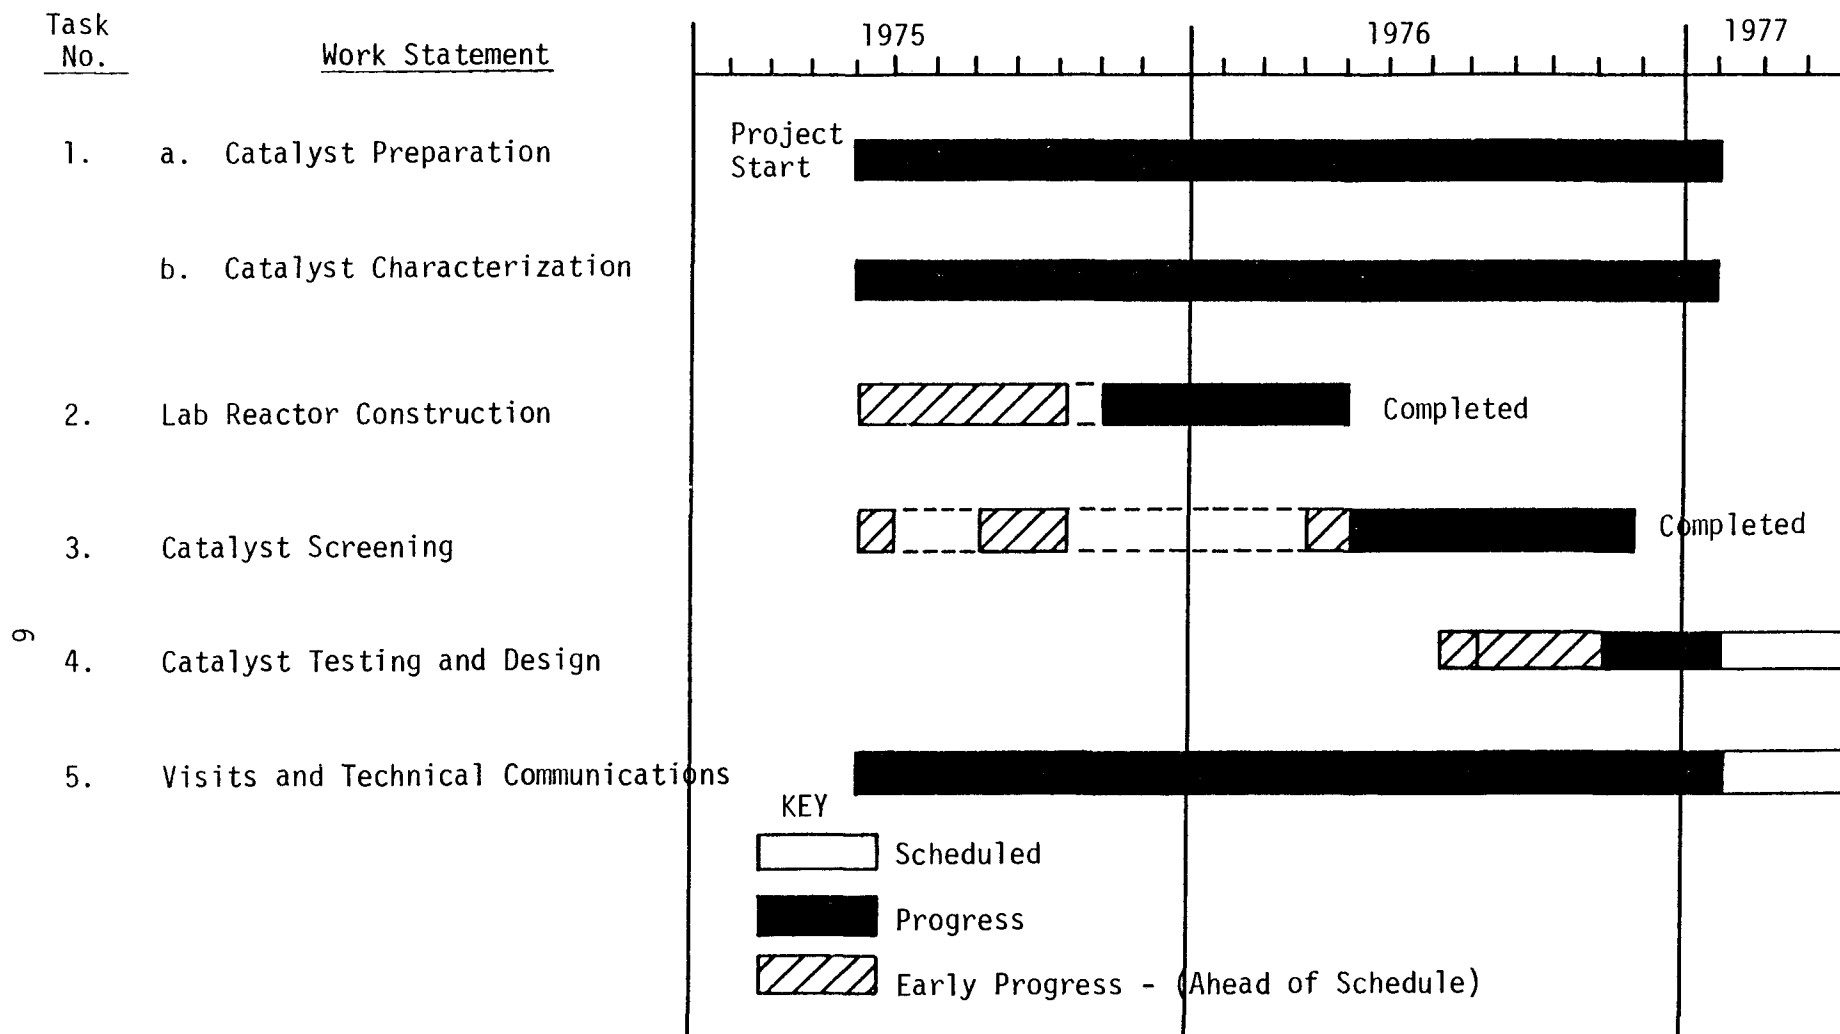 Task
No.
Work Statement
1975
1976
1977
1. a. Catalyst Preparation
Project
Start
b. Catalyst Characterization
2. Lab Reactor Construction
Completed
3. Catalyst Screening
Completed
6
4. Catalyst Testing and Design
5. Visits and Technical Communications
KEY
Scheduled
Progress
Early Progress - (Ahead of Schedule)